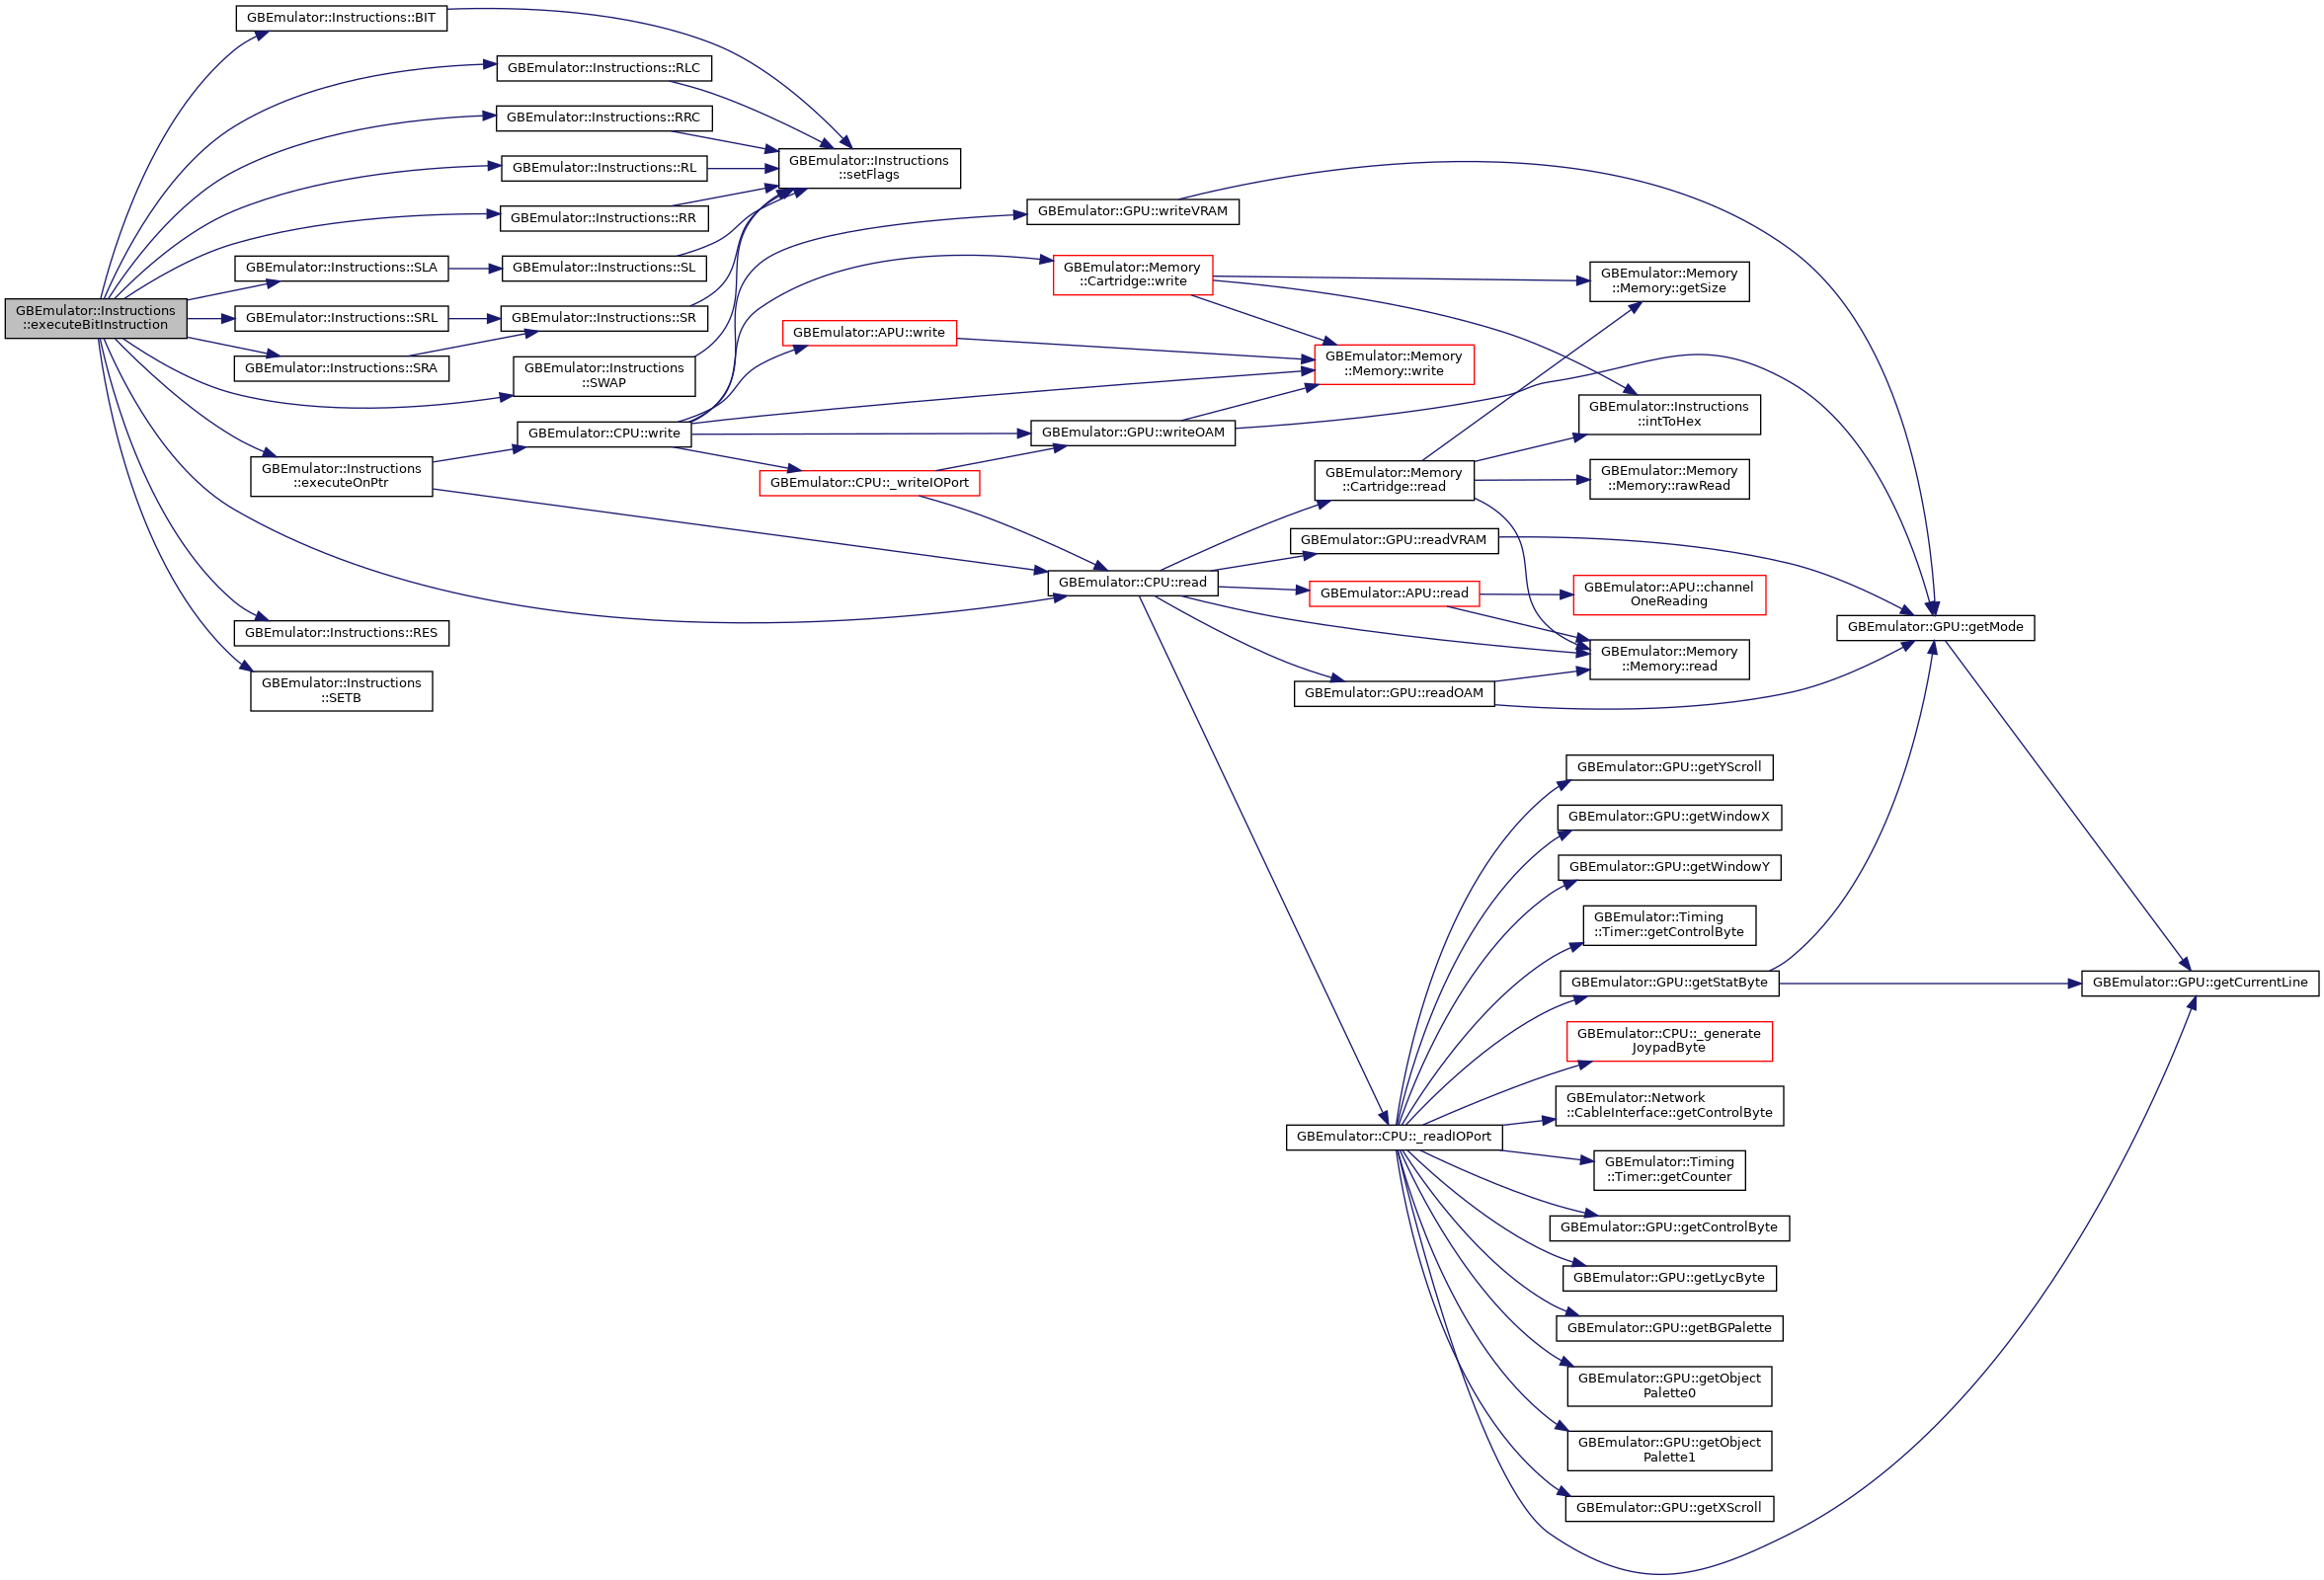 GBEmulator::Instructions
::executeBitInstruction
GBEmulator::Instructions::BIT
GBEmulator::Instructions::RLC
GBEmulator::Instructions::RRC
GBEmulator::Instructions::RL
GBEmulator::Instructions::RR
GBEmulator::Instructions::SLA
GBEmulator::Instructions::SL
GBEmulator::Instructions::SRL
GBEmulator::Instructions::SR
GBEmulator::Instructions::SRA
GBEmulator::Instructions
::SWAP
GBEmulator::Instructions
::executeOnPtr
GBEmulator::Instructions::RES
GBEmulator::Instructions
::SETB
GBEmulator::CPU::write
GBEmulator::Instructions
::setFlags
GBEmulator::APU::write
GBEmulator::CPU::_writeIOPort
GBEmulator::GPU::writeVRAM
GBEmulator::Memory
::Cartridge::write
GBEmulator::GPU::writeOAM
GBEmulator::CPU::read
GBEmulator::Memory
::Memory::write
GBEmulator::Memory
::Cartridge::read
GBEmulator::GPU::readVRAM
GBEmulator::APU::read
GBEmulator::GPU::readOAM
GBEmulator::CPU::_readIOPort
GBEmulator::Memory
::Memory::getSize
GBEmulator::Instructions
::intToHex
GBEmulator::Memory
::Memory::rawRead
GBEmulator::APU::channel
OneReading
GBEmulator::Memory
::Memory::read
GBEmulator::GPU::getYScroll
GBEmulator::GPU::getWindowX
GBEmulator::GPU::getWindowY
GBEmulator::Timing
::Timer::getControlByte
GBEmulator::GPU::getStatByte
GBEmulator::CPU::_generate
JoypadByte
GBEmulator::Network
::CableInterface::getControlByte
GBEmulator::Timing
::Timer::getCounter
GBEmulator::GPU::getControlByte
GBEmulator::GPU::getLycByte
GBEmulator::GPU::getBGPalette
GBEmulator::GPU::getObject
Palette0
GBEmulator::GPU::getObject
Palette1
GBEmulator::GPU::getXScroll
GBEmulator::GPU::getMode
GBEmulator::GPU::getCurrentLine